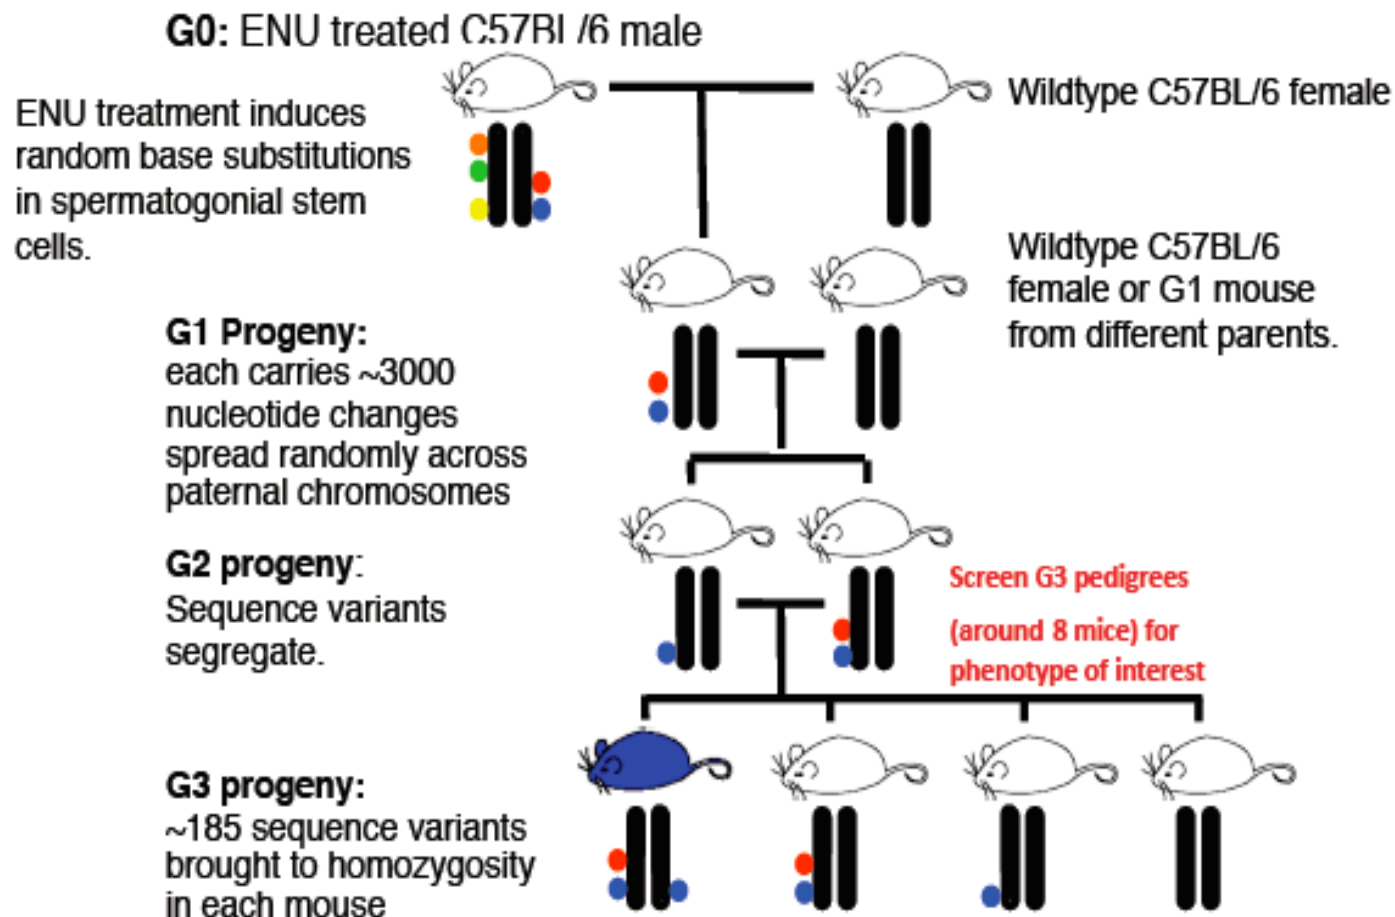 G0: ENU treated C57BL/6 male
Wildtype C57BL/6 female
ENU treatment induces
random base substitutions
in spermatogonial stem
cells.
Wildtype C57BL/6
female or G1 mouse
from different parents.
G1 Progeny:
each carries ~3000
nucleotide changes
spread randomly across
paternal chromosomes
G2 progeny:
Sequence variants
segregate.
Screen G3 pedigrees
(around 8 mice) for
phenotype of interest
G3 progeny:
~185 sequence variants
brought to homozygosity
in each mouse